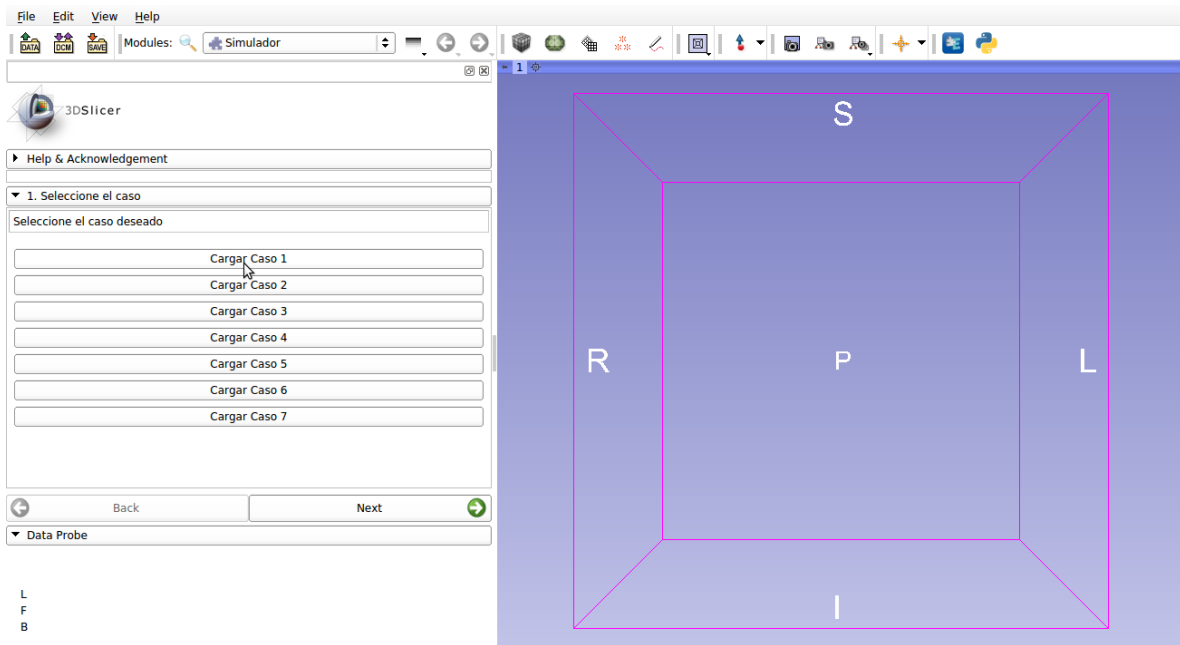 File Edit View Help
DATA DCM SAVE Modules: Simulador
1
3DSlicer
Help & Acknowledgement
1. Seleccione el caso
Seleccione el caso deseado
Cargar Caso 1
Cargar Caso 2
Cargar Caso 3
Cargar Caso 4
Cargar Caso 5
Cargar Caso 6
Cargar Caso 7
Back Next
Data Probe
L
F
B
S
R P L
I